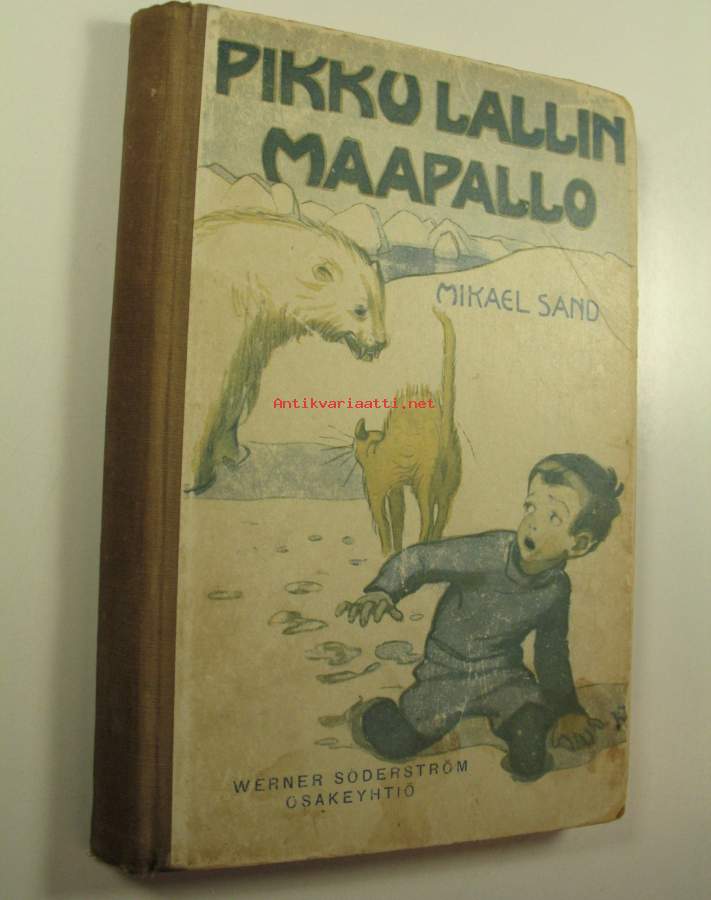 PIKKU LALLIN
MAAPALLO
MIKAEL SAND
Antikvariaatti.net
WERNER SÖDERSTRÖM
OSAKEYHTIÖ